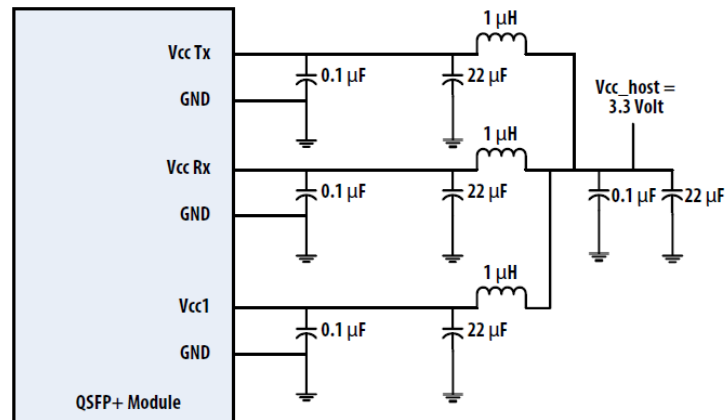 1 µH
Vcc Tx
0.1 µF
22 µF
GND
Vcc_host =
3.3 Volt
1 µH
Vcc Rx
0.1 µF
22 µF
0.1 µF
22 µF
GND
1 µH
Vcc1
0.1 µF
22 µF
GND
QSFP+ Module